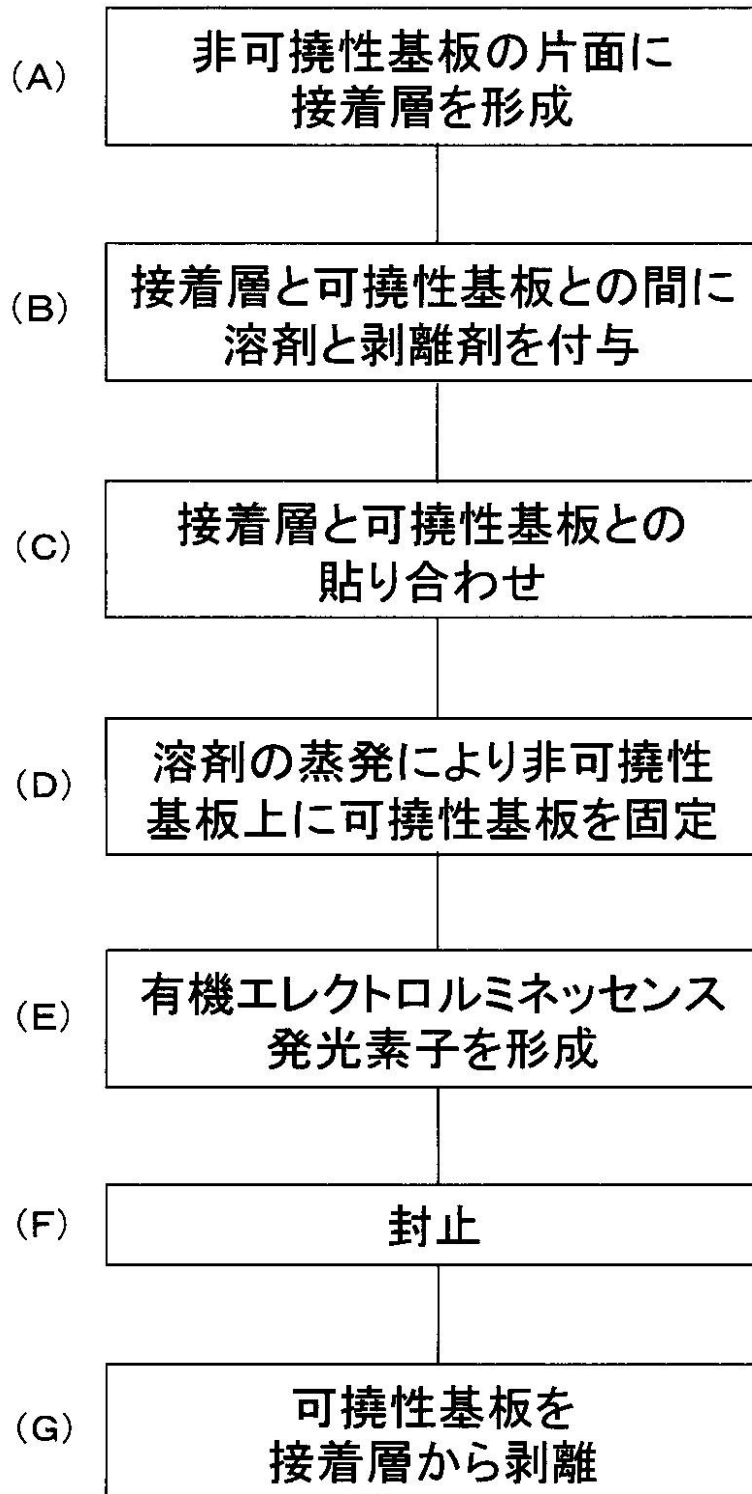 (A)
非可撓性基板の片面に
接着層を形成
(B)
接着層と可撓性基板との間に
溶剤と剥離剤を付与
(C)
接着層と可撓性基板との
貼り合わせ
(D)
溶剤の蒸発により非可撓性
基板上に可撓性基板を固定
(E)
有機エレクトロルミネッセンス
発光素子を形成
(F)
封止
(G)
可撓性基板を
接着層から剥離